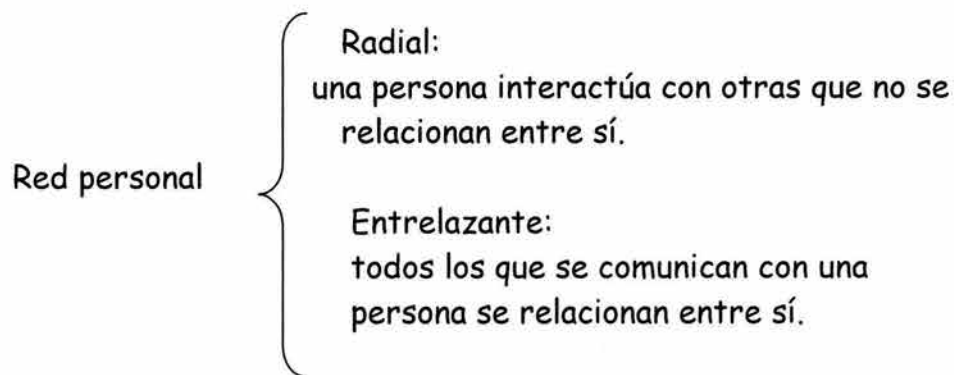 Radial:
una persona interactúa con otras que no se
relacionan entre sí.
Red personal
Entrelazante:
todos los que se comunican con una
persona se relacionan entre sí.